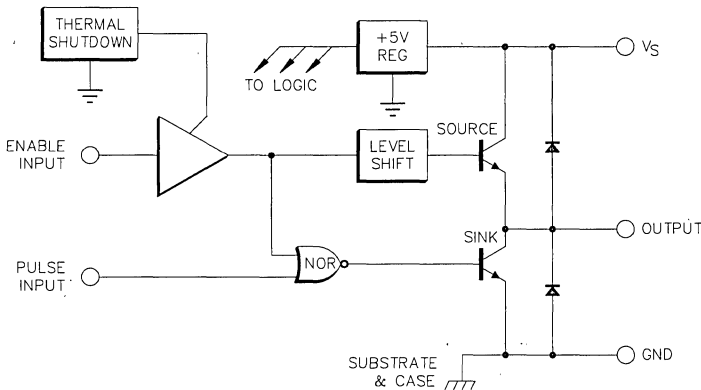 THERMAL
SHUTDOWN
+5V
REG
VS
TO LOGIC
SOURCE
ENABLE
INPUT
LEVEL
SHIFT
OUTPUT
SINK
NOR
PULSE
INPUT
GND
SUBSTRATE
& CASE